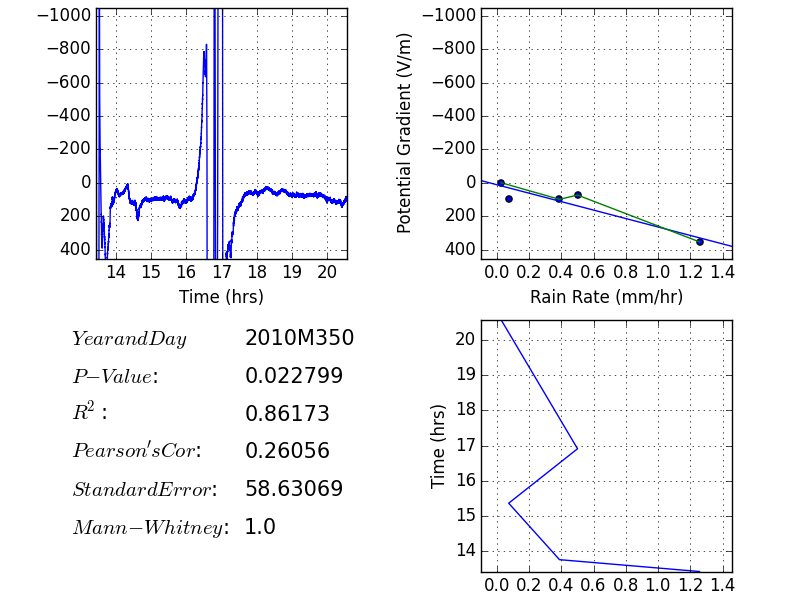 −1000
−800
−600
−400
−200
0
200
400
14 15 16 17 18 19 20
Time (hrs)
Potential Gradient (V/m)
−1000
−800
−600
−400
−200
0
200
400
0.0 0.2 0.4 0.6 0.8 1.0 1.2 1.4
Rain Rate (mm/hr)
YearandDay 2010M350
P−Value: 0.022799
R²: 0.86173
Pearson'sCor: 0.26056
StandardError: 58.63069
Mann−Whitney: 1.0
Time (hrs)
20
19
18
17
16
15
14
0.0 0.2 0.4 0.6 0.8 1.0 1.2 1.4